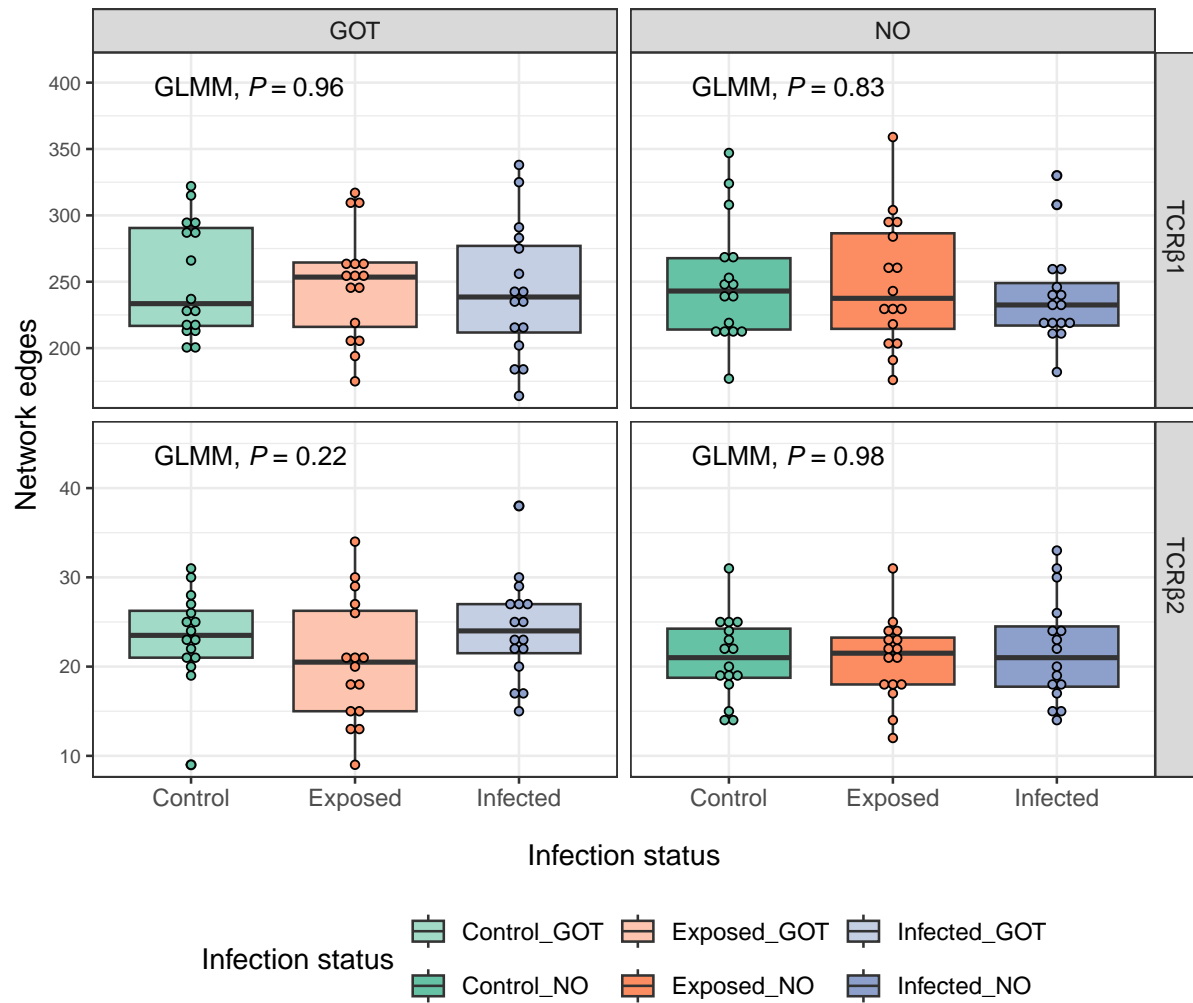 GOT
NO
Network edges
400
350
300
250
200
GLMM, P = 0.96
GLMM, P = 0.83
TCRβ1
40
30
20
10
GLMM, P = 0.22
GLMM, P = 0.98
TCRβ2
Control Exposed Infected
Control Exposed Infected
Infection status
Infection status
Control_GOT Exposed_GOT Infected_GOT
Control_NO Exposed_NO Infected_NO